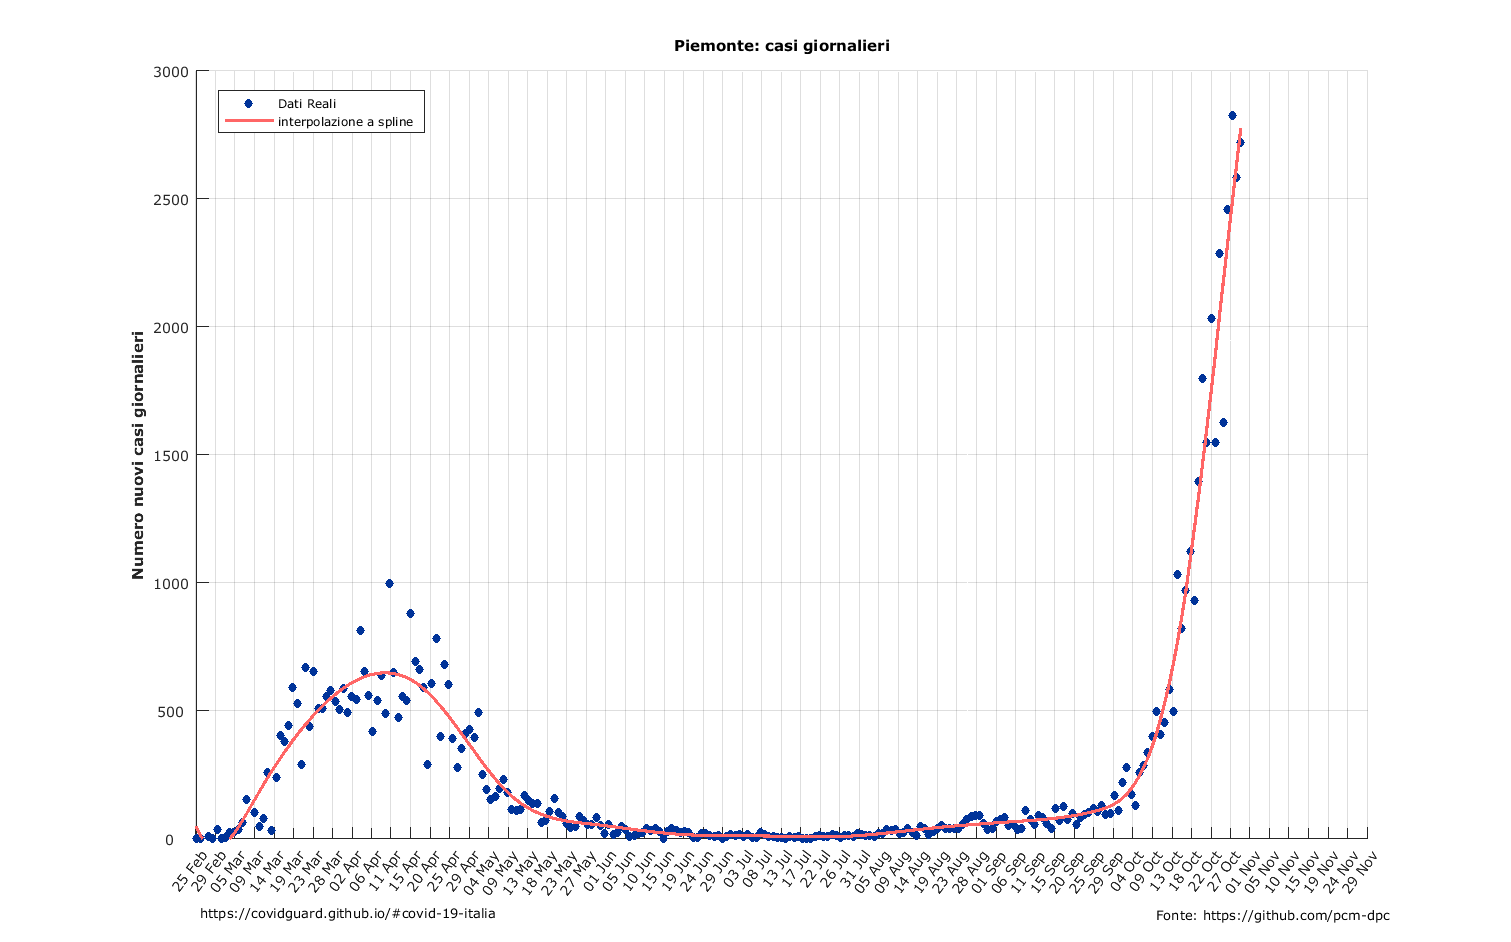 Piemonte: casi giornalieri
3000
2500
2000
1500
1000
500
0
Numero nuovi casi giornalieri
Dati Reali
interpolazione a spline
25 Feb
29 Feb
05 Mar
09 Mar
14 Mar
19 Mar
23 Mar
28 Mar
02 Apr
06 Apr
11 Apr
15 Apr
20 Apr
25 Apr
29 Apr
04 May
09 May
13 May
18 May
23 May
27 May
01 Jun
05 Jun
10 Jun
15 Jun
19 Jun
24 Jun
29 Jun
03 Jul
08 Jul
13 Jul
17 Jul
22 Jul
26 Jul
31 Jul
05 Aug
09 Aug
14 Aug
19 Aug
23 Aug
28 Aug
01 Sep
06 Sep
11 Sep
15 Sep
20 Sep
25 Sep
29 Sep
04 Oct
09 Oct
13 Oct
18 Oct
22 Oct
27 Oct
01 Nov
05 Nov
10 Nov
15 Nov
19 Nov
24 Nov
29 Nov
https://covidguard.github.io/#covid-19-italia
Fonte: https://github.com/pcm-dpc